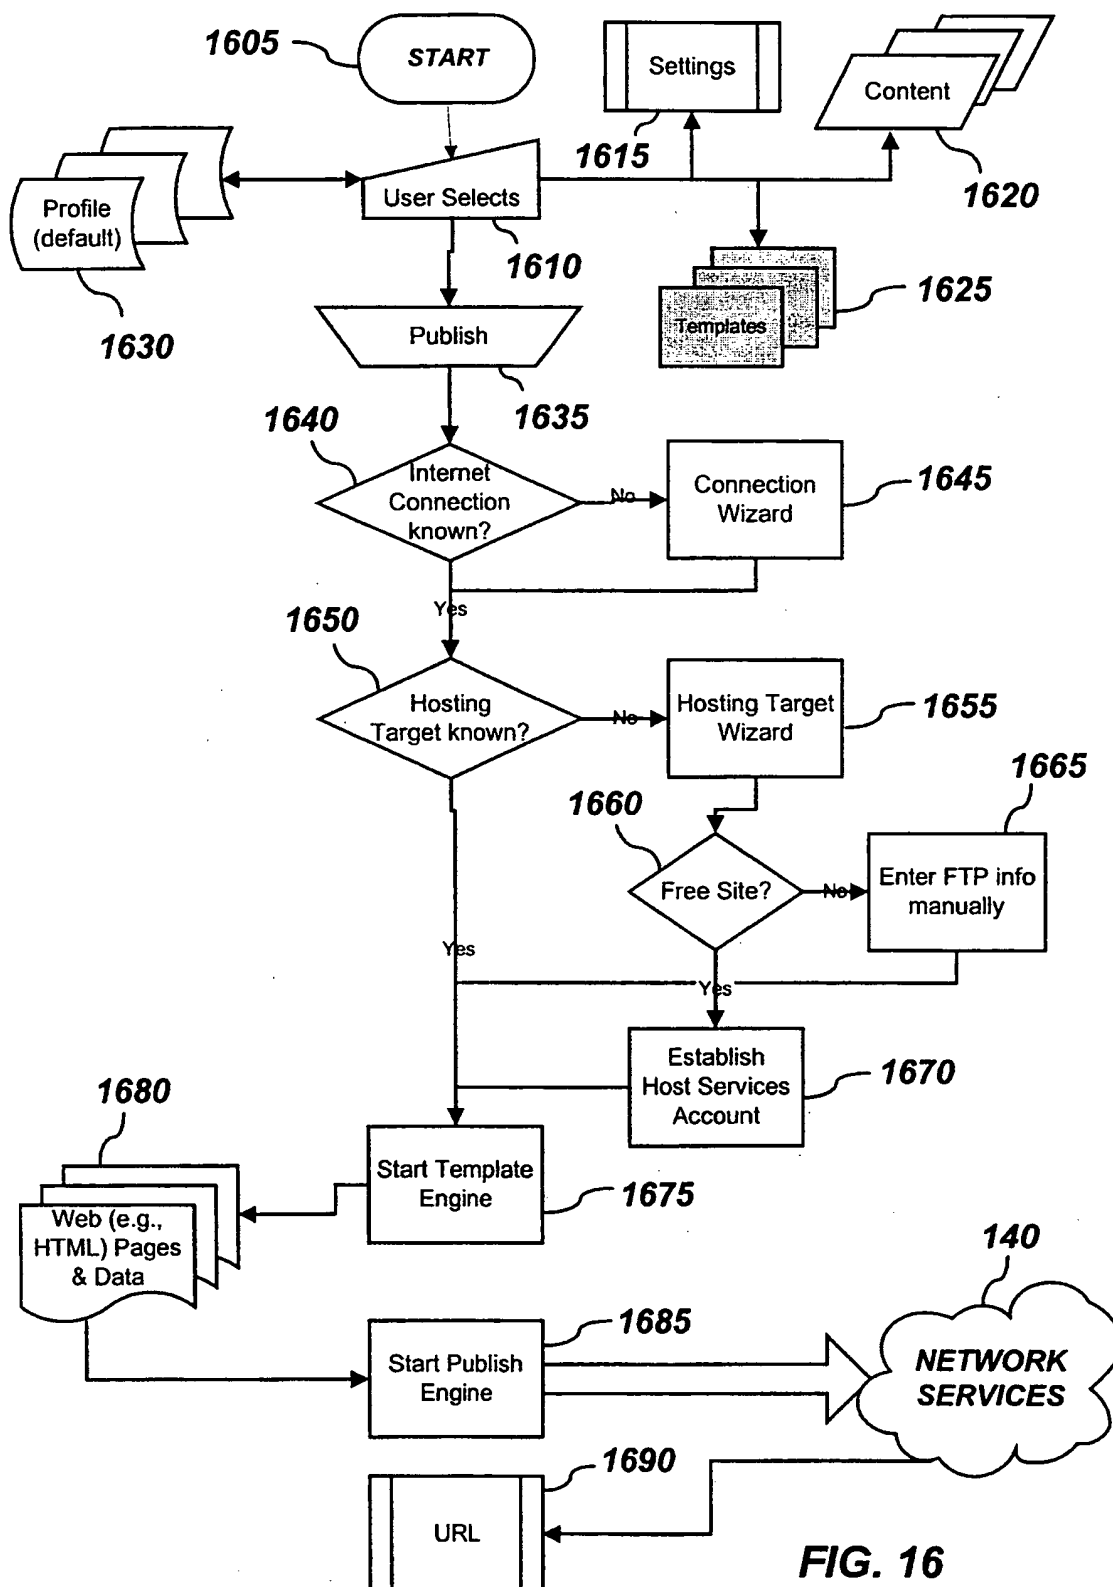 1605
START
Settings
1615
Content
1620
Profile
(default)
1630
User Selects
1610
Templates
1625
Publish
1635
1640
Internet
Connection
known?
No
Connection
Wizard
1645
Yes
1650
Hosting
Target known?
No
Hosting Target
Wizard
1655
1660
Free Site?
No
1665
Enter FTP info
manually
Yes
Yes
Establish
Host Services
Account
1670
1680
Web (e.g.,
HTML) Pages
& Data
Start Template
Engine
1675
140
NETWORK
SERVICES
Start Publish
Engine
1685
1690
URL
FIG. 16